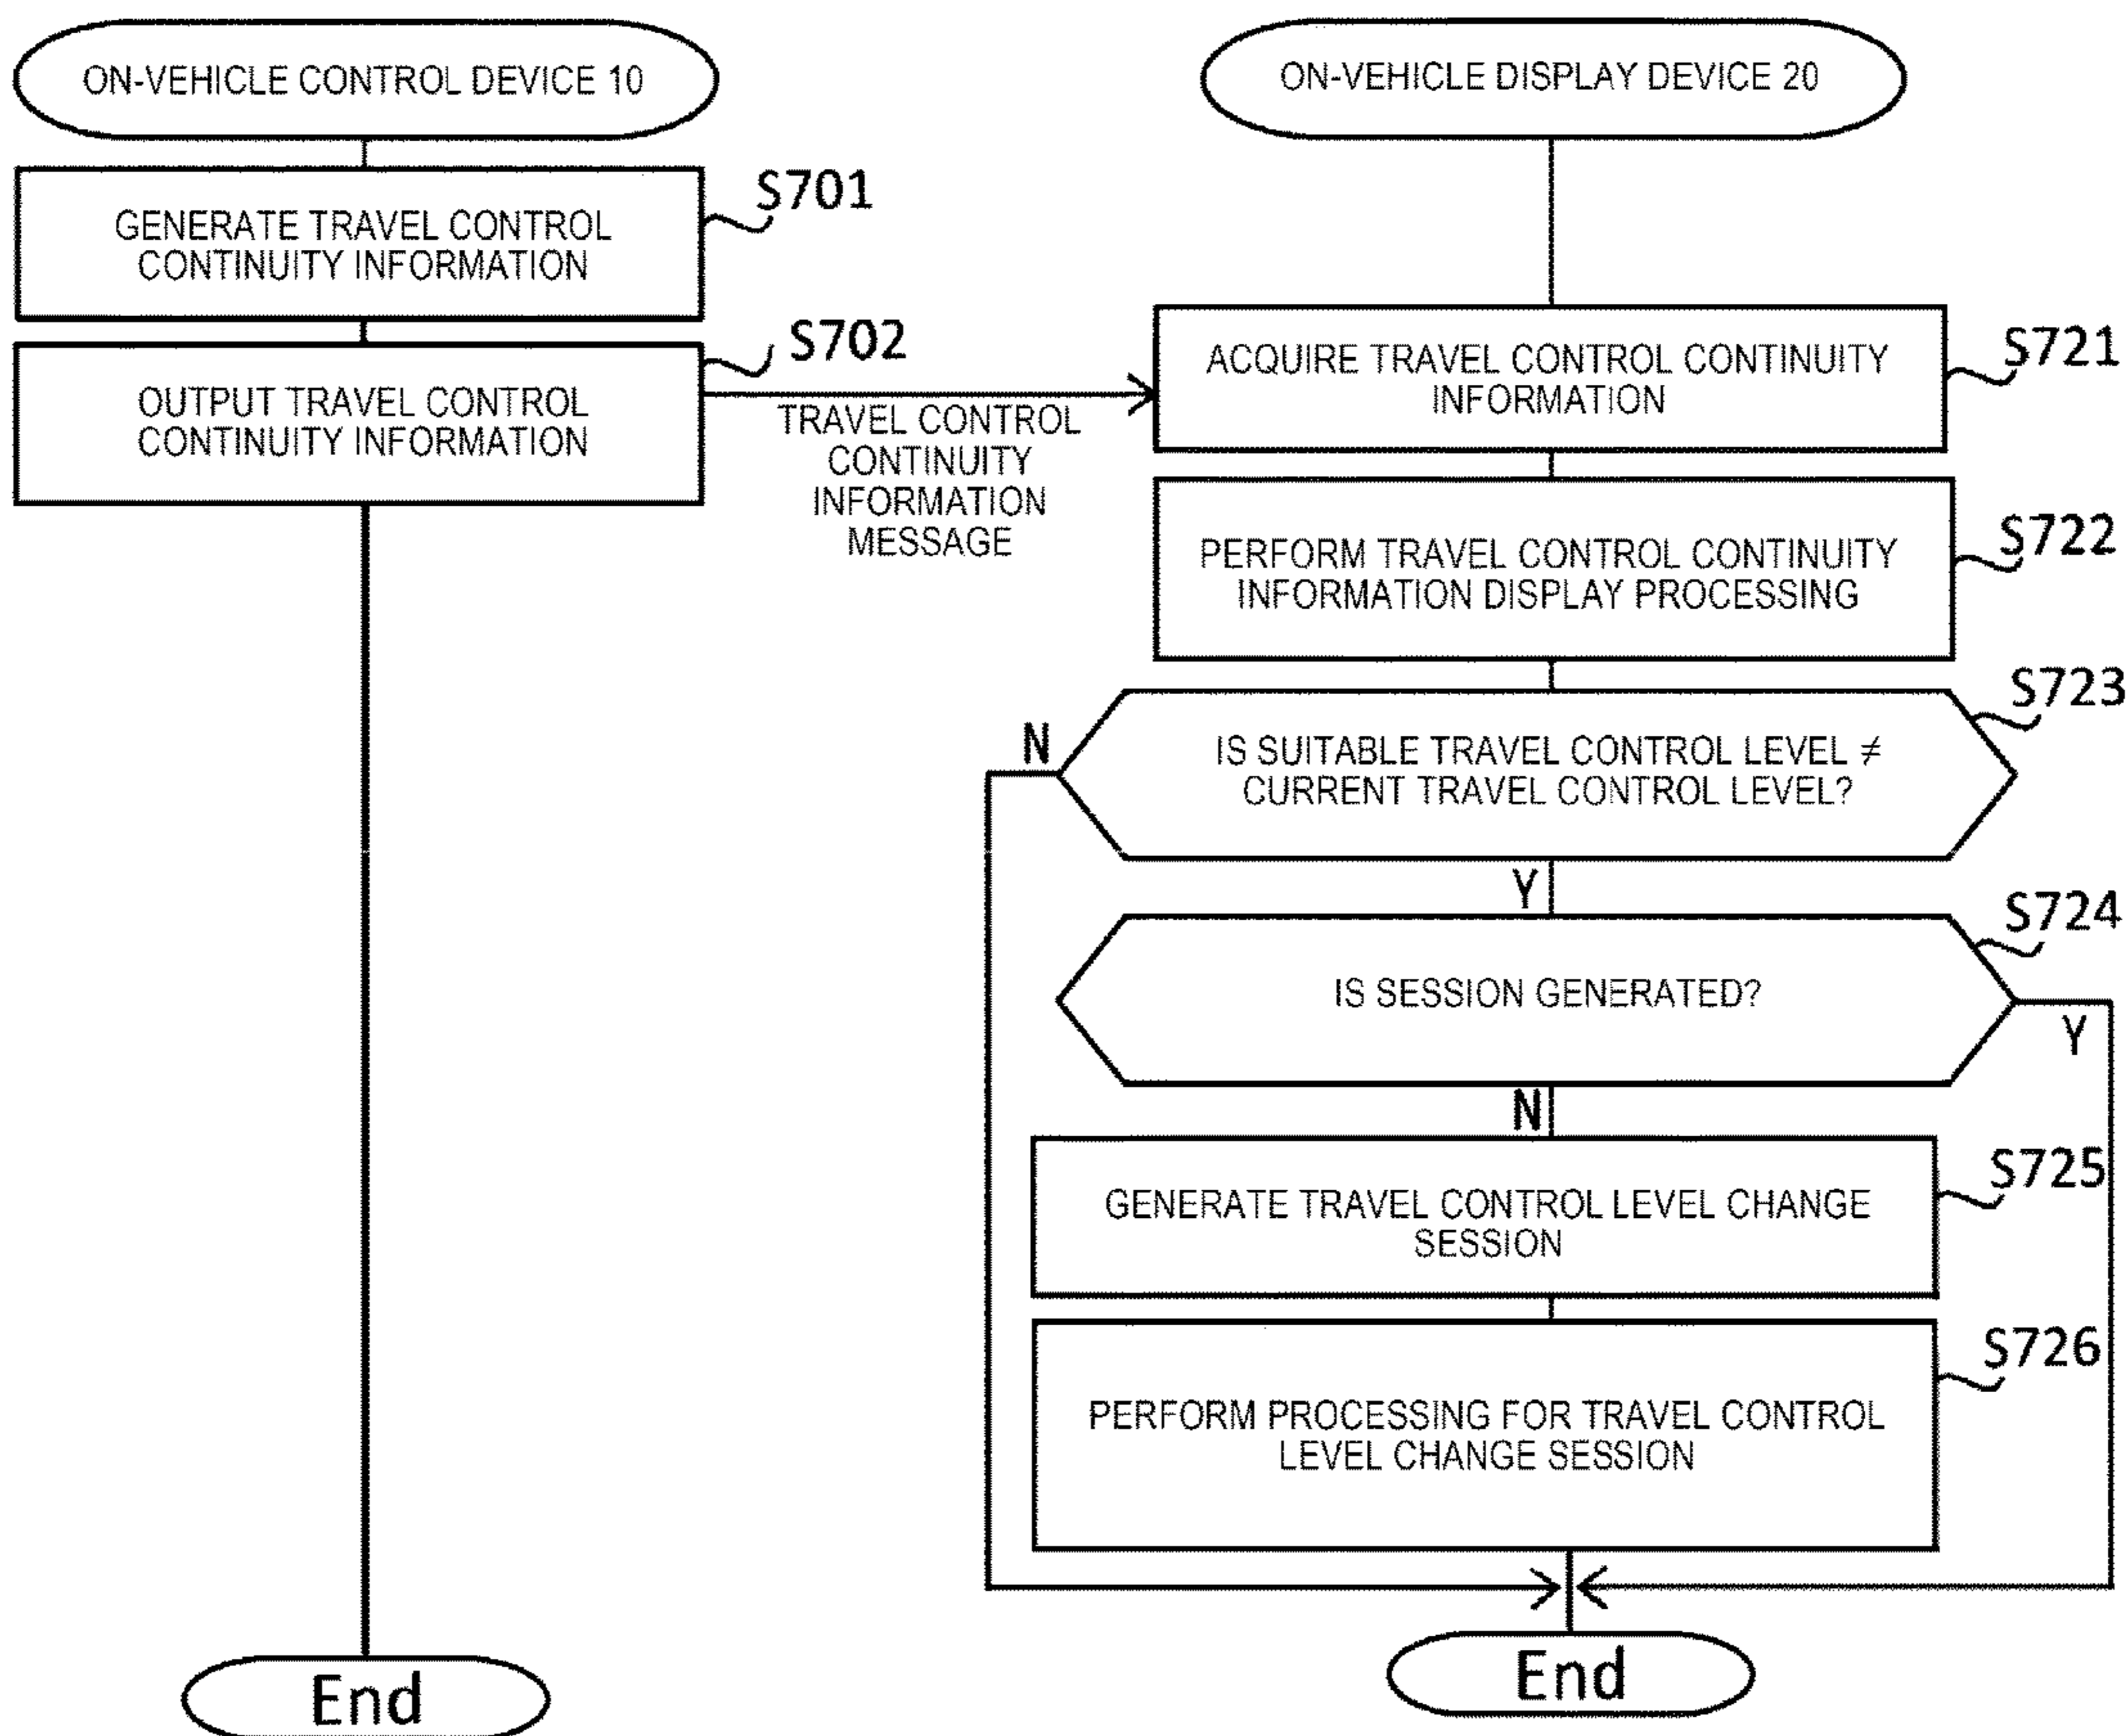 ON-VEHICLE CONTROL DEVICE 10
GENERATE TRAVEL CONTROL
CONTINUITY INFORMATION
S701
OUTPUT TRAVEL CONTROL
CONTINUITY INFORMATION
S702
TRAVEL CONTROL
CONTINUITY
INFORMATION
MESSAGE
End
ON-VEHICLE DISPLAY DEVICE 20
ACQUIRE TRAVEL CONTROL CONTINUITY
INFORMATION
S721
PERFORM TRAVEL CONTROL CONTINUITY
INFORMATION DISPLAY PROCESSING
S722
IS SUITABLE TRAVEL CONTROL LEVEL ≠
CURRENT TRAVEL CONTROL LEVEL?
S723
N
Y
IS SESSION GENERATED?
S724
Y
N
GENERATE TRAVEL CONTROL LEVEL CHANGE
SESSION
S725
PERFORM PROCESSING FOR TRAVEL CONTROL
LEVEL CHANGE SESSION
S726
End